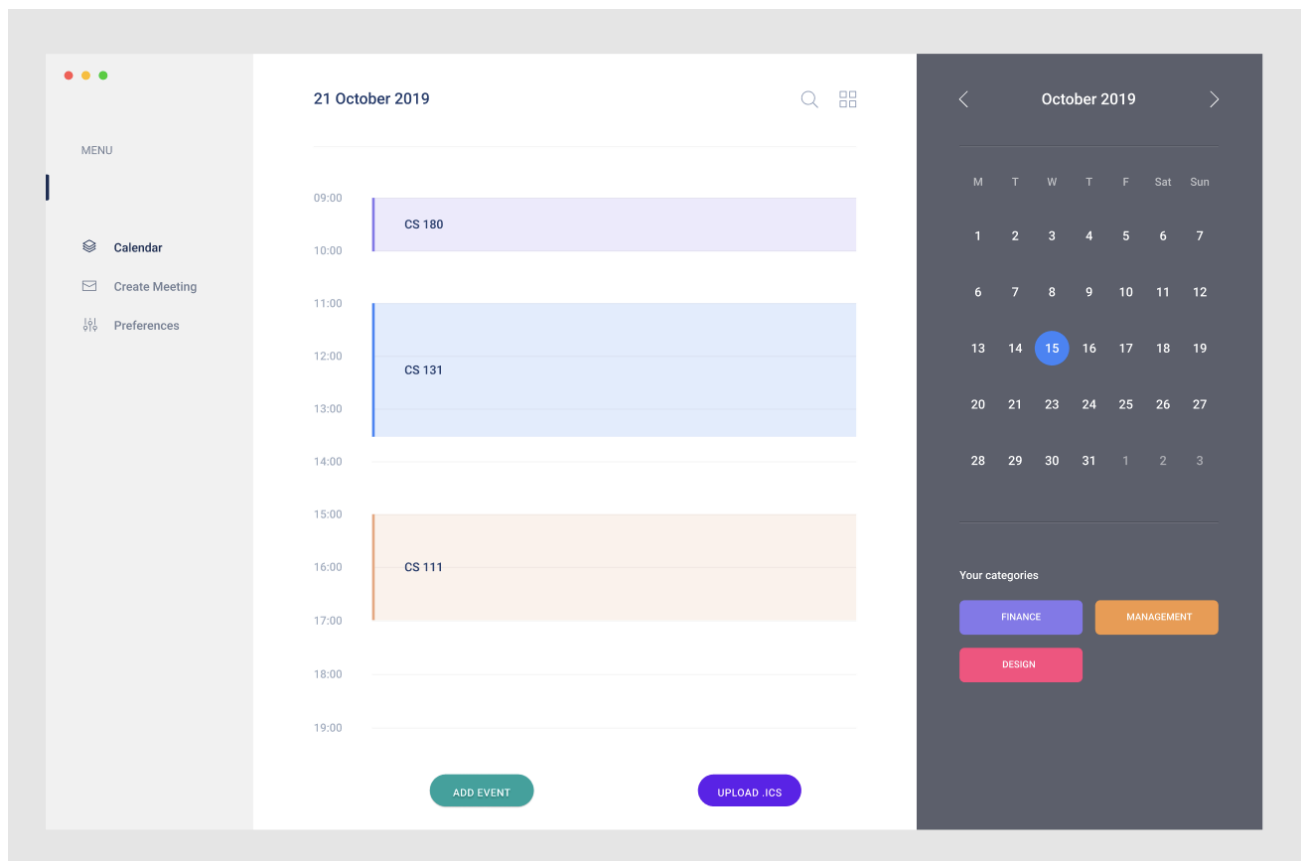 MENU
Calendar
Create Meeting
Preferences
21 October 2019
09:00
CS 180
10:00
11:00
12:00
CS 131
13:00
14:00
15:00
16:00 CS 111
17:00
18:00
19:00
ADD EVENT UPLOAD .ICS
October 2019
M T W T F Sat Sun
1 2 3 4 5 6 7
6 7 8 9 10 11 12
13 14 15 16 17 18 19
20 21 23 24 25 26 27
28 29 30 31 1 2 3
Your categories
FINANCE MANAGEMENT
DESIGN